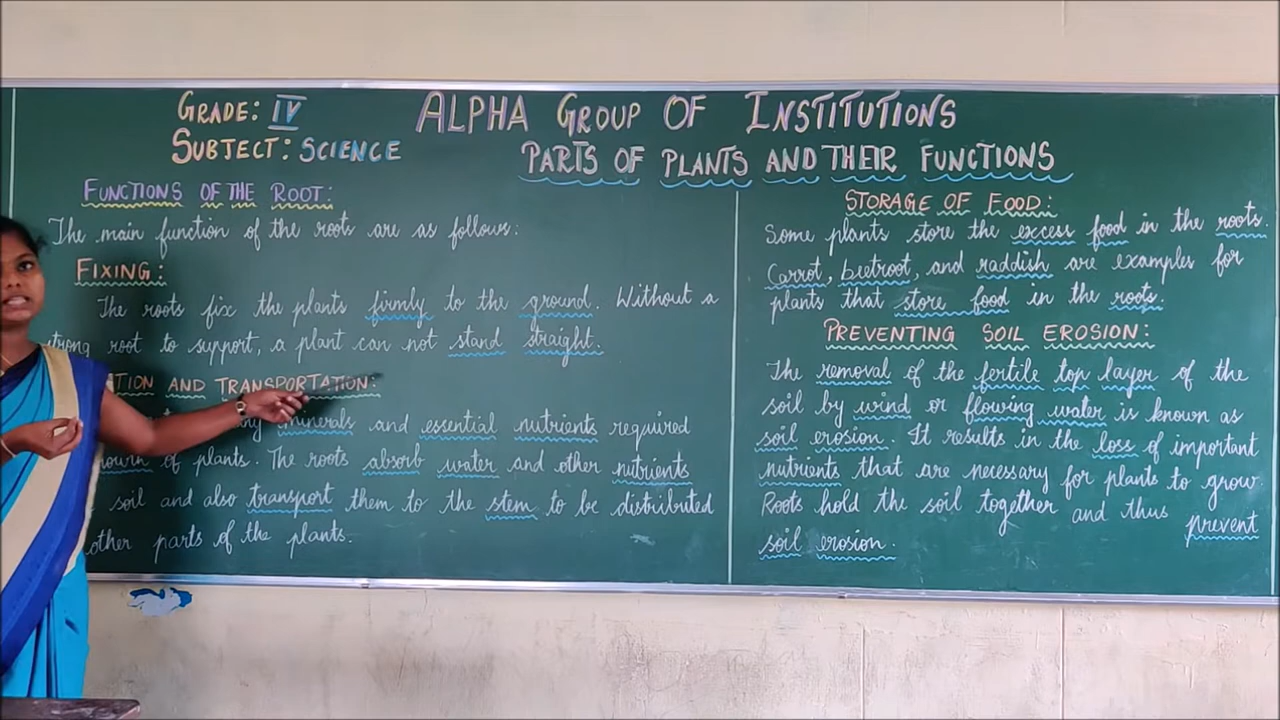 GRADE: IV
SUBJECT: SCIENCE
ALPHA GROUP OF INSTITUTIONS
PARTS OF PLANTS AND THEIR FUNCTIONS
FUNCTIONS OF THE ROOT:
The main function of the roots are as follows:
FIXING:
The roots fix the plants firmly to the ground. Without a
strong root to support, a plant can not stand straight.
AND TRANSPORTATION:
minerals and essential nutrients required
of plants. The roots absorb water and other nutrients
soil and also transport them to the stem to be distributed
other parts of the plants.
STORAGE OF FOOD:
Some plants store the excess food in the roots.
Carrot, beetroot, and raddish are examples for
plants that store food in the roots.
PREVENTING SOIL EROSION:
The removal of the fertile top layer of the
soil by wind or flowing water is known as
soil erosion. It results in the loss of important
nutrients that are necessary for plants to grow.
Roots hold the soil together and thus prevent
soil erosion.